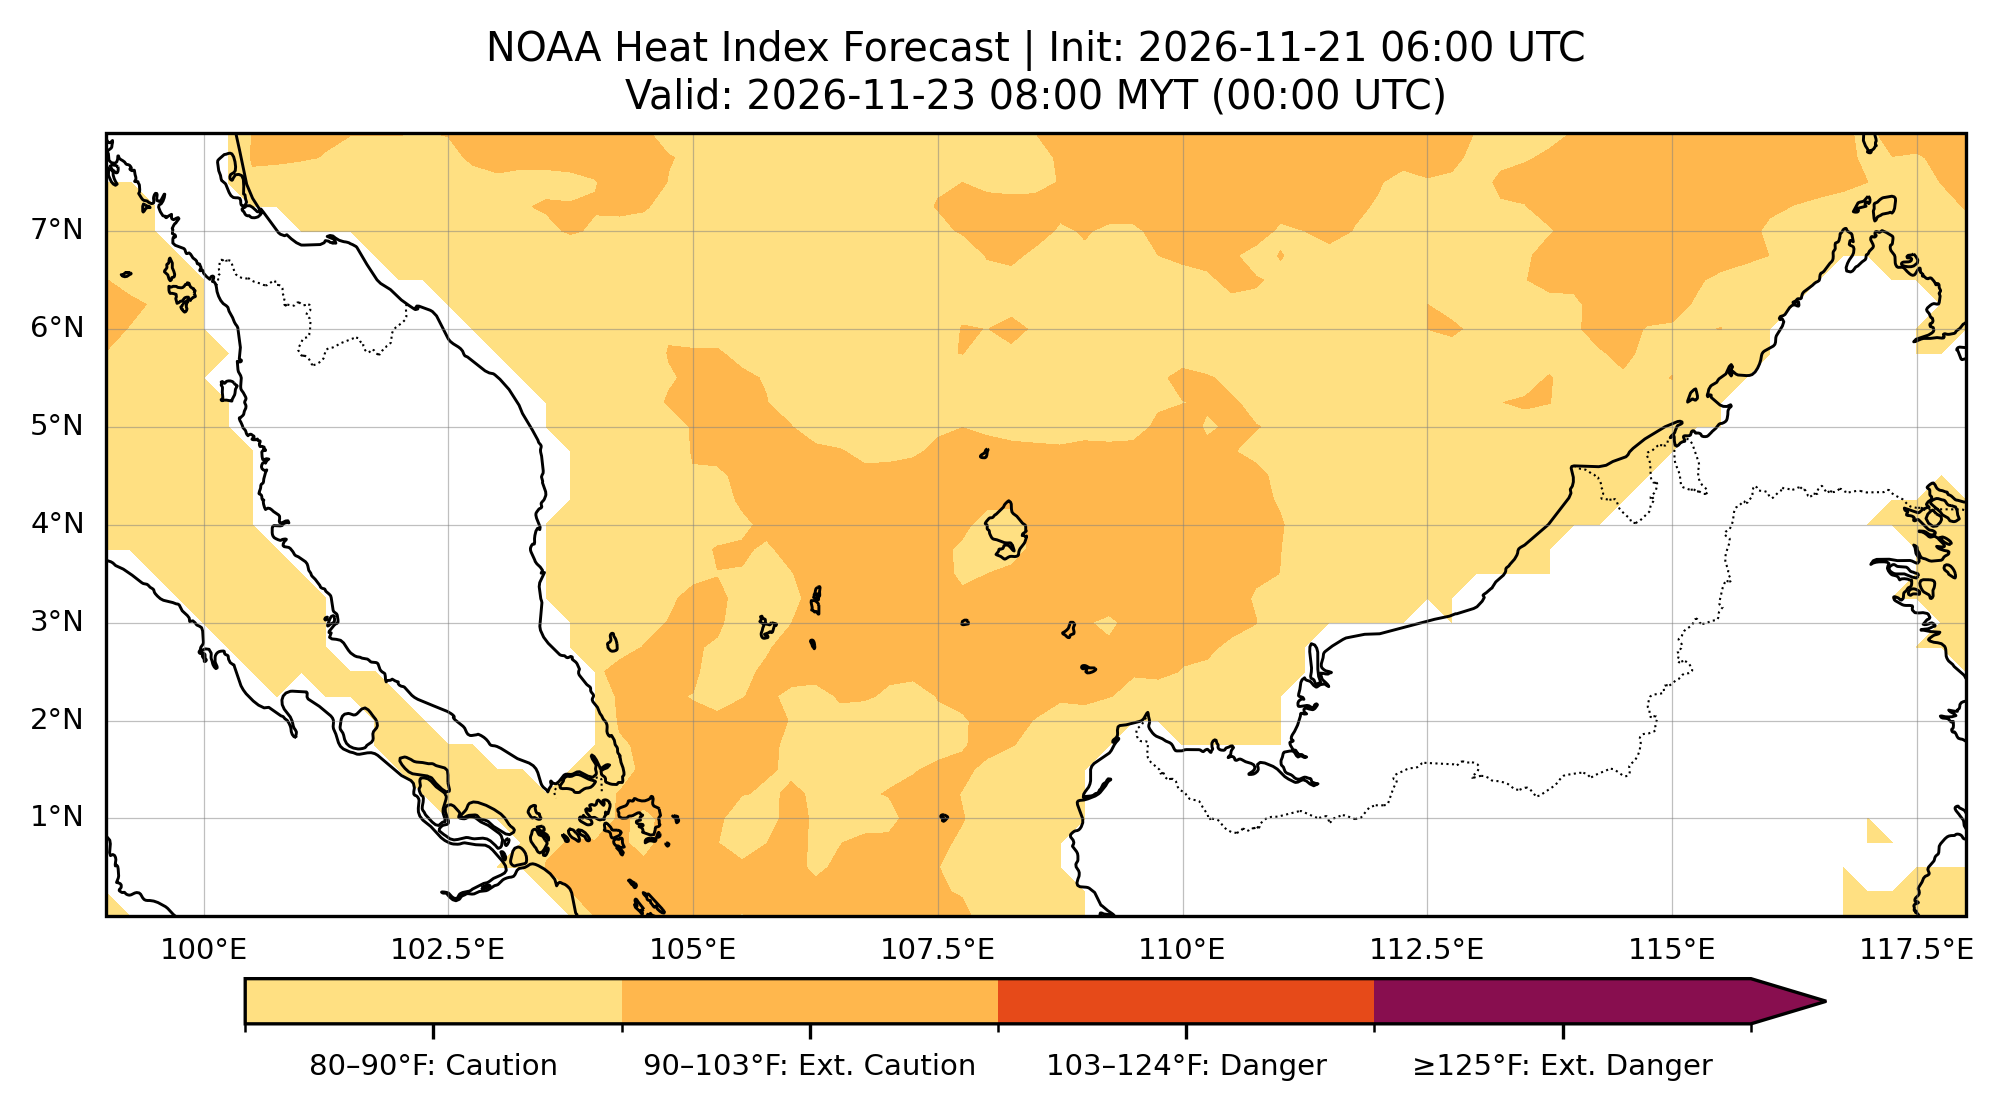 NOAA Heat Index Forecast | Init: 2026-11-21 06:00 UTC
Valid: 2026-11-23 08:00 MYT (00:00 UTC)
7°N
6°N
5°N
4°N
3°N
2°N
1°N
100°E
102.5°E
105°E
107.5°E
110°E
112.5°E
115°E
117.5°E
80–90°F: Caution
90–103°F: Ext. Caution
103–124°F: Danger
≥125°F: Ext. Danger